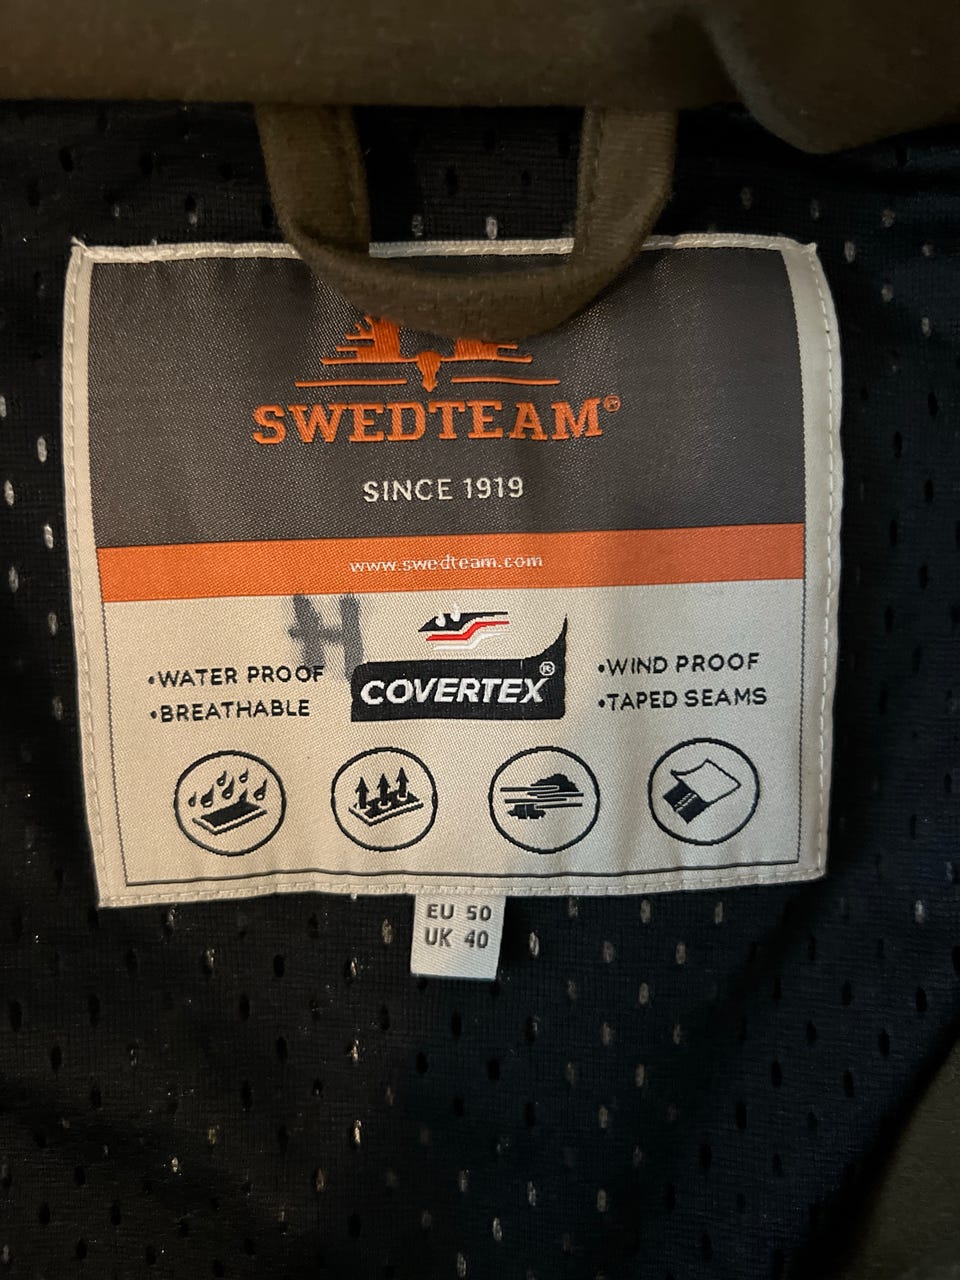 SWEDTEAM®
SINCE 1919
www.swedteam.com
H
•WATER PROOF
•BREATHABLE
COVERTEX®
•WIND PROOF
•TAPED SEAMS
EU 50
UK 40